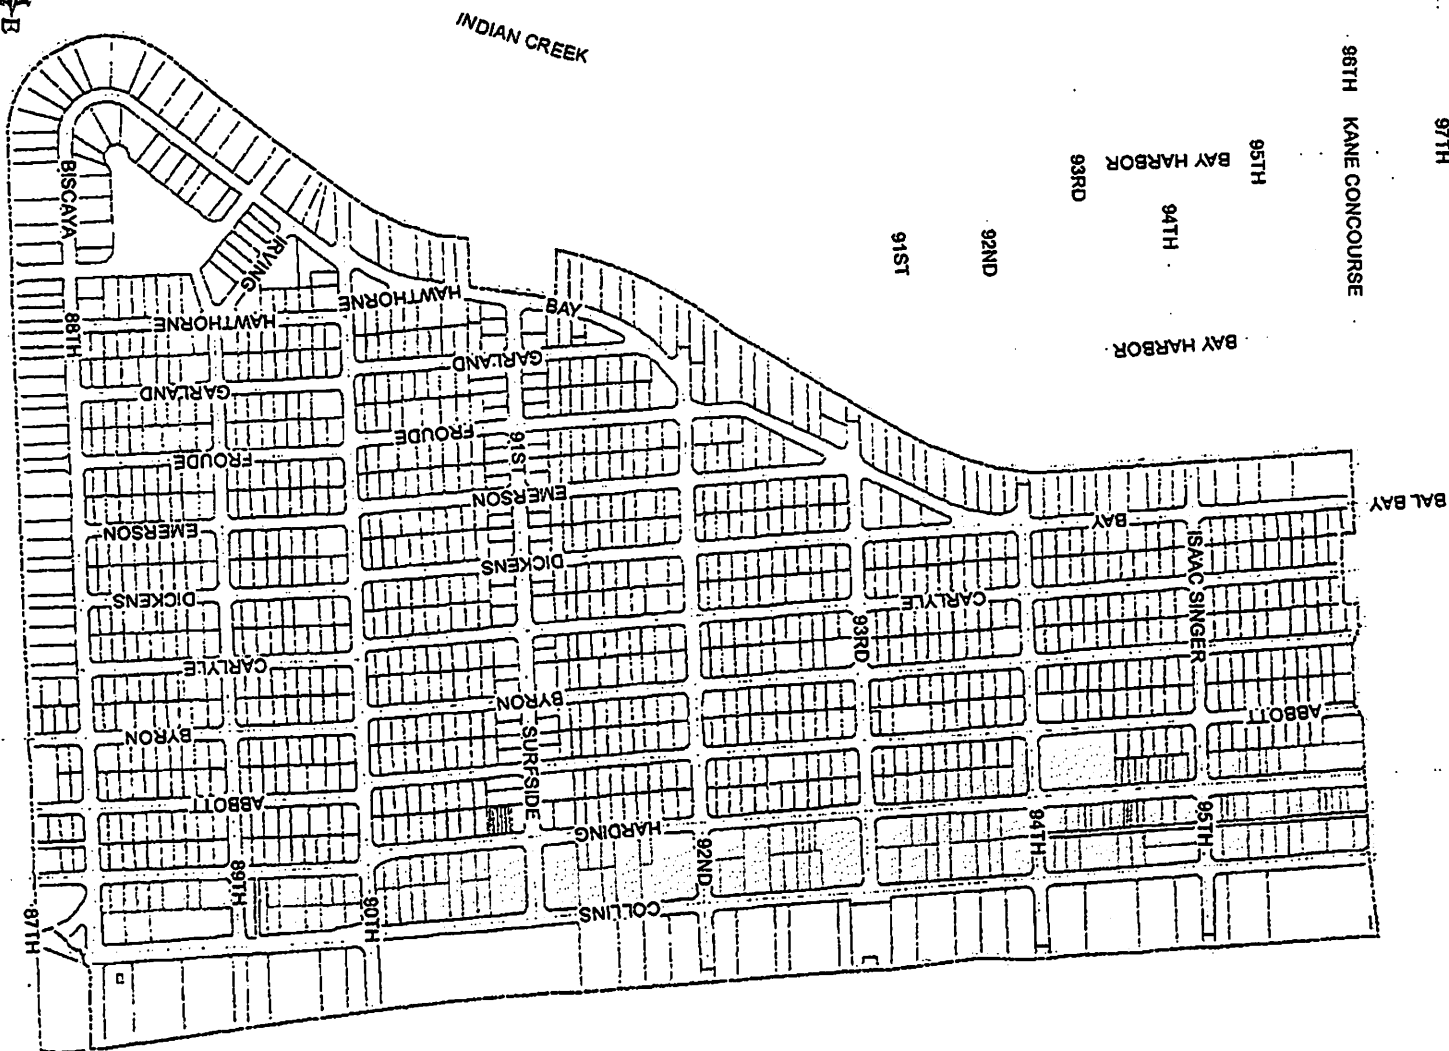 E
INDIAN CREEK
97TH
96TH KANE CONCOURSE
95TH
BAY HARBOR
93RD
94TH
92ND
91ST
BAY HARBOR
BISCAYA
IRVING
HAWTHORNE
HAWTHORNE
BAY
88TH
GARLAND
GARLAND
FROUDE
FROUDE
91ST
EMERSON
EMERSON
BAL BAY
BAY
ISAAC SINGER
DICKENS
DICKENS
CARLYLE
CARLYLE
93RD
BYRON
BYRON
SURFSIDE
ABBOTT
ABBOTT
HARDING
92ND
94TH
95TH
89TH
90TH
87TH
COLLINS